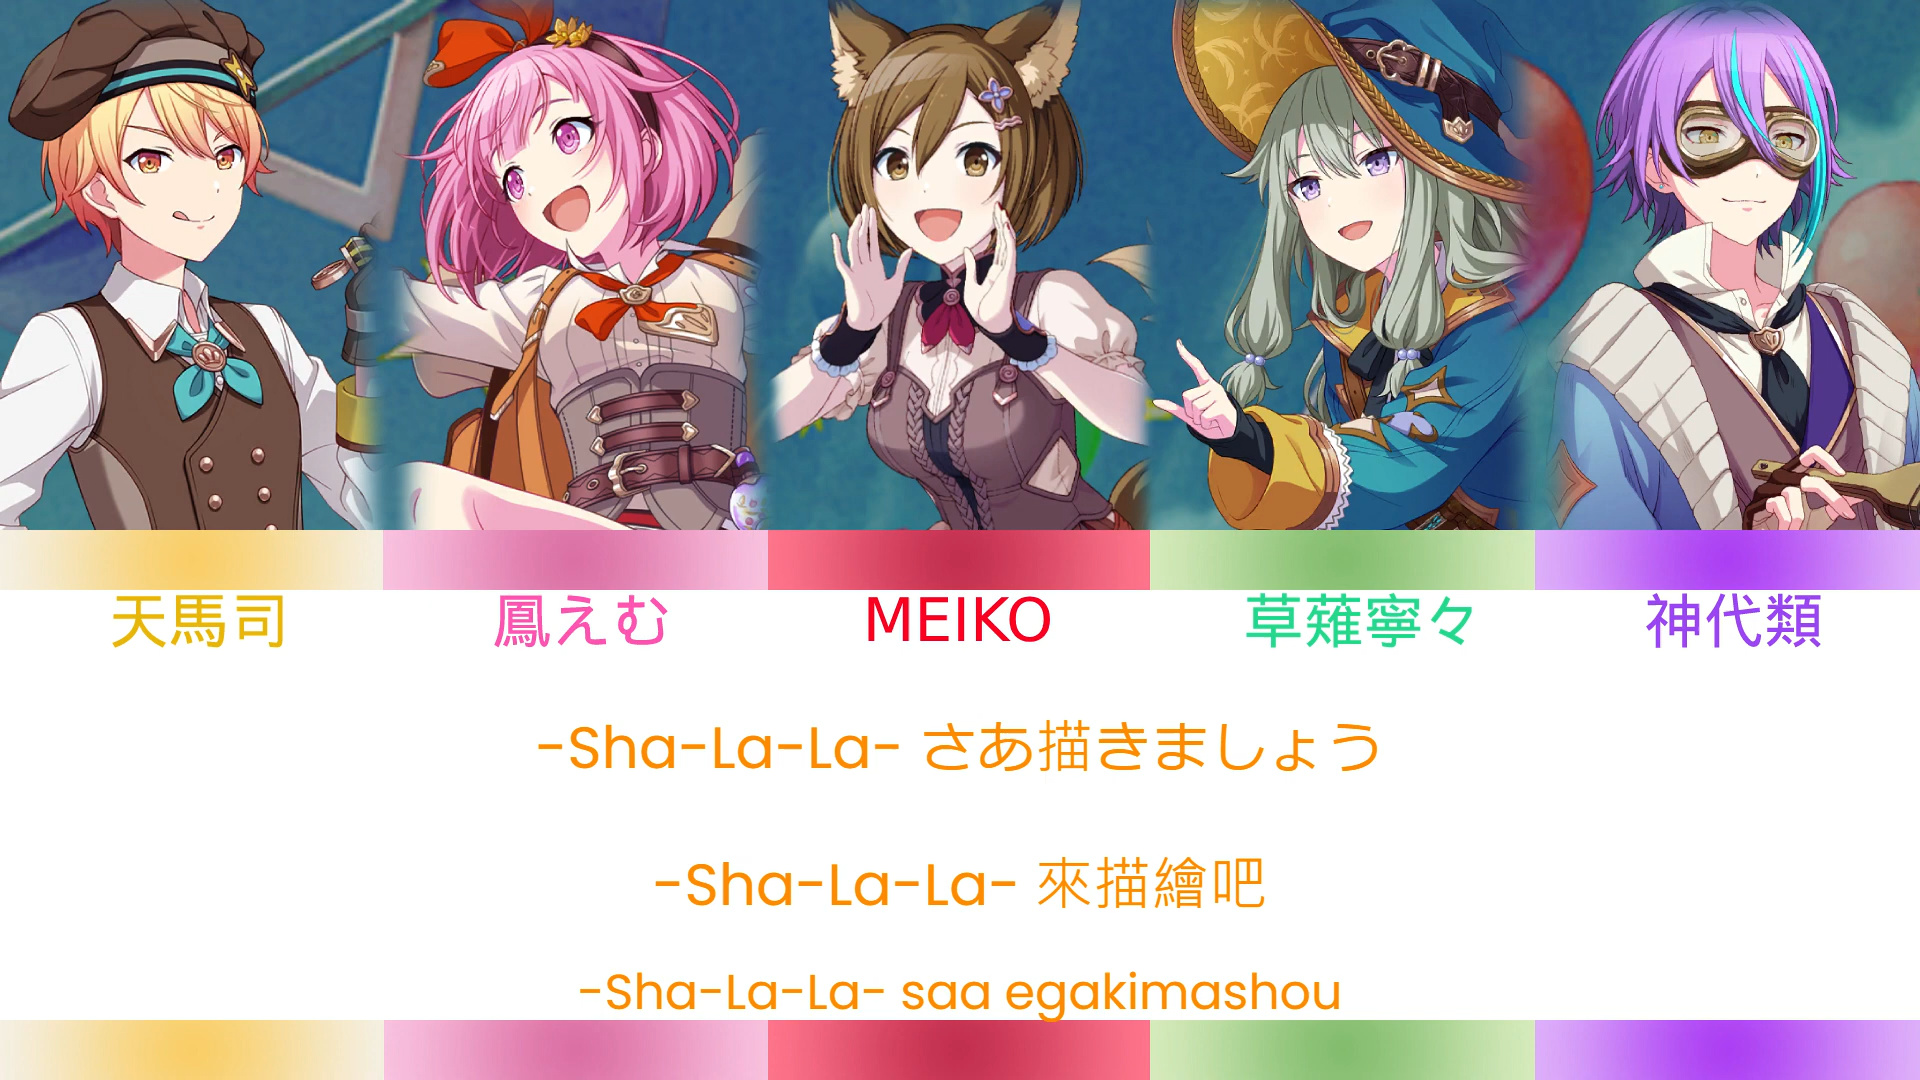 天馬司
鳳えむ
MEIKO
草薙寧々
神代類
-Sha-La-La- さあ描きましょう
-Sha-La-La- 來描繪吧
-Sha-La-La- saa egakimashou